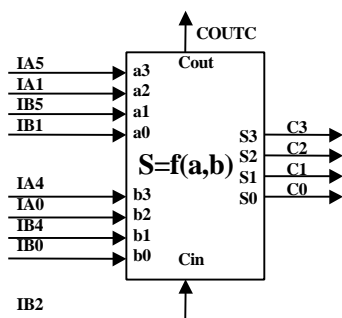 COUTC
Cout
IA5 a3
IA1 a2
IB5 a1
IB1 a0
S3 C3
S2 C2
S=f(a,b)
S1 C1
S0 C0
IA4 b3
IA0 b2
IB4 b1
IB0 b0
Cin
IB2